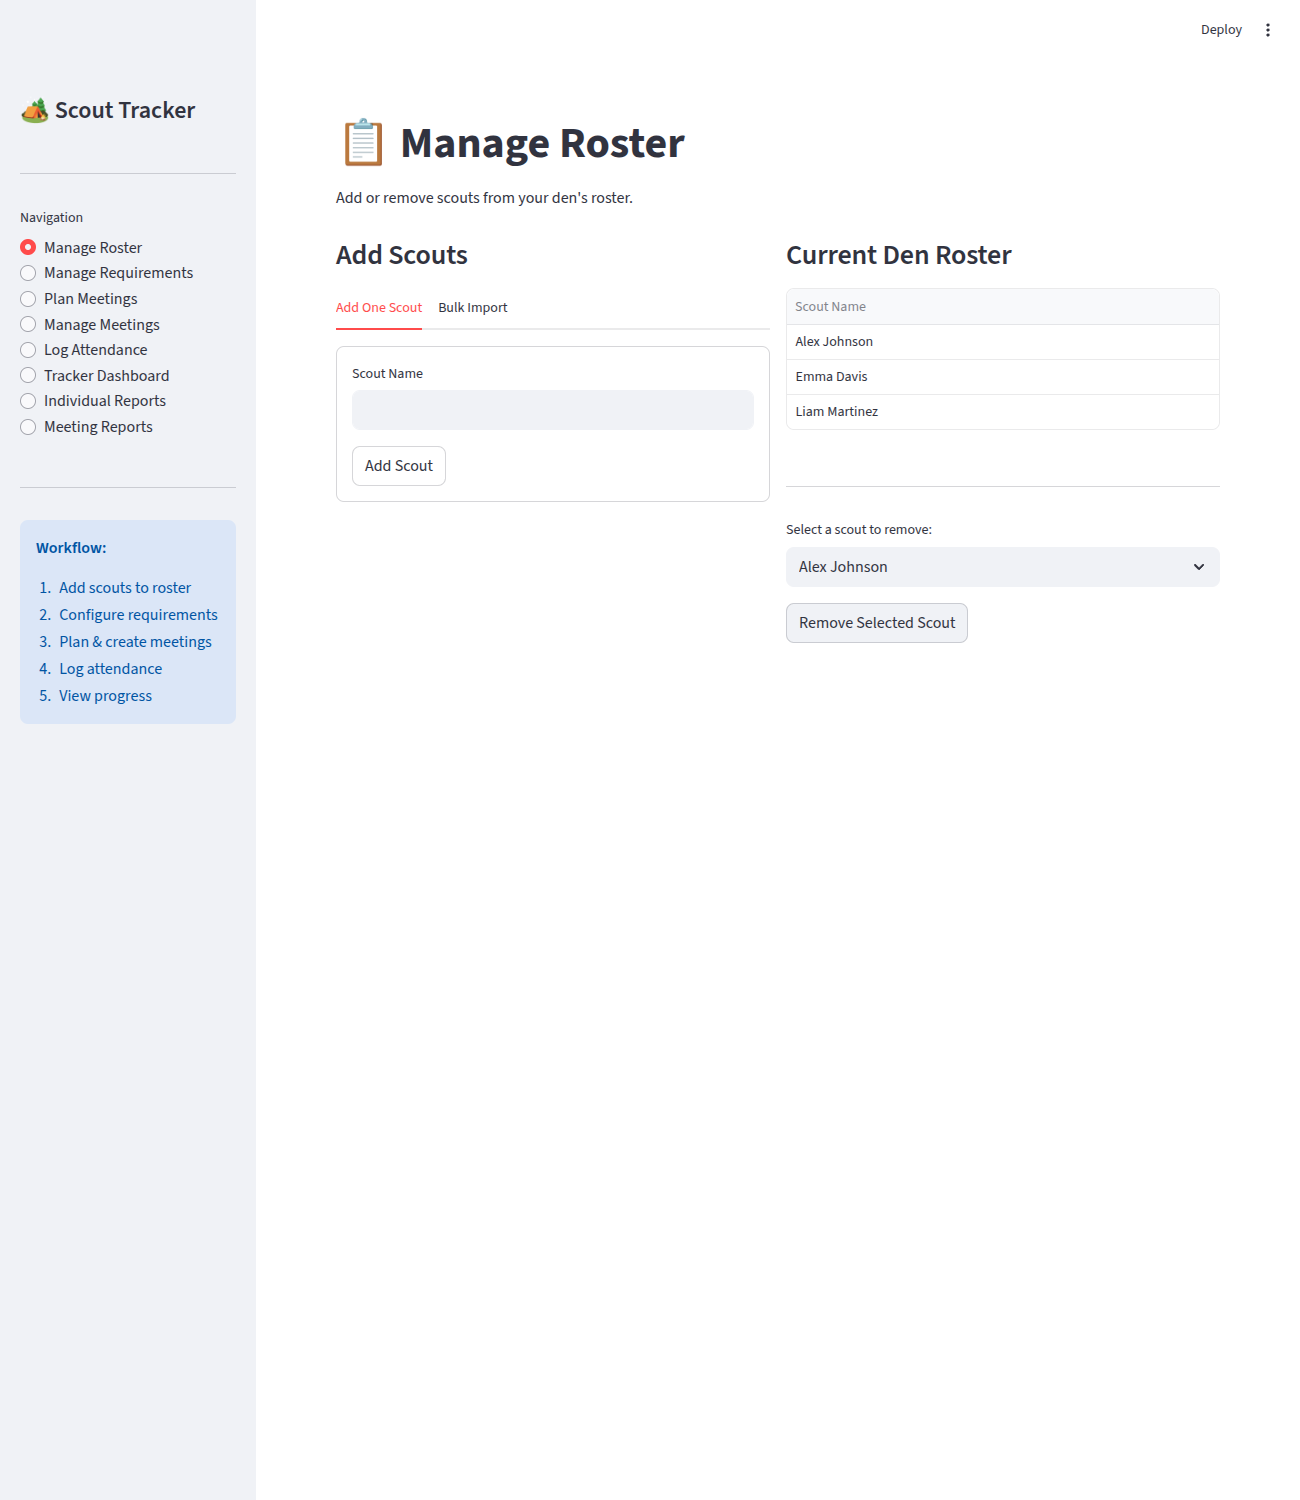 Deploy
🏕️ Scout Tracker
Navigation
Manage Roster
Manage Requirements
Plan Meetings
Manage Meetings
Log Attendance
Tracker Dashboard
Individual Reports
Meeting Reports
Workflow:
1. Add scouts to roster
2. Configure requirements
3. Plan & create meetings
4. Log attendance
5. View progress
📋 Manage Roster
Add or remove scouts from your den's roster.
Add Scouts
Add One Scout Bulk Import
Scout Name
Add Scout
Current Den Roster
Scout Name
Alex Johnson
Emma Davis
Liam Martinez
Select a scout to remove:
Alex Johnson
Remove Selected Scout